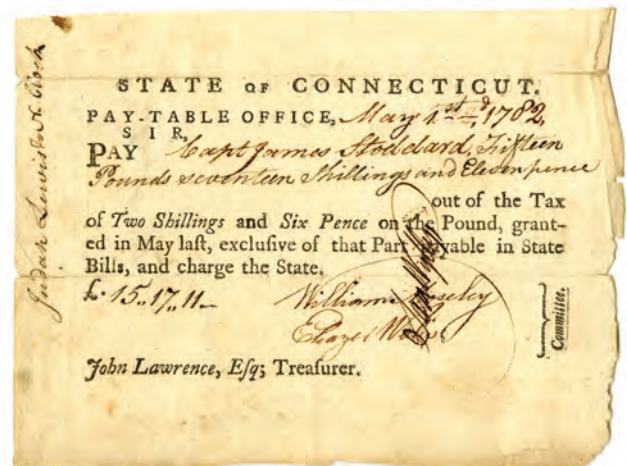 STATE OF CONNECTICUT.
PAY-TABLE OFFICE, May 1st d, 1782,
SIR,
PAY Capt James Stoddard, Fifteen
Pounds seventeen Shillings and Eleven pence
out of the Tax
of Two Shillings and Six Pence on the Pound, grant-
ed in May laſt, excluſive of that Part payable in State
Bills, and charge the State.
£. 15.. 17.. 11
William Moseley
Committee.
John Lawrence, Eſq; Treaſurer.
Judah Lewis